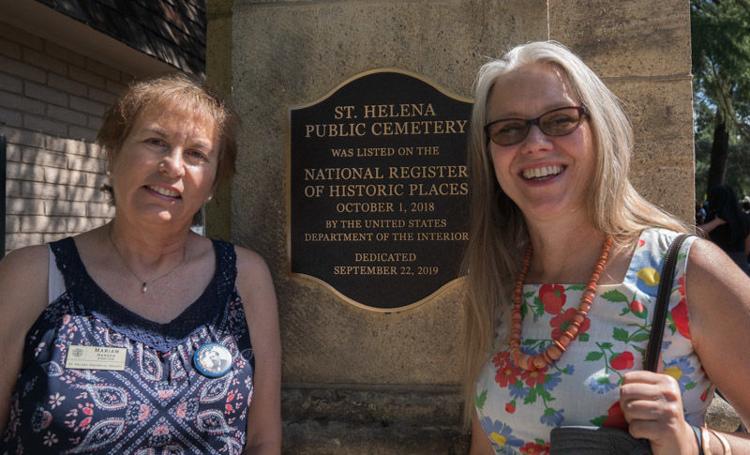 ST. HELENA
PUBLIC CEMETERY
WAS LISTED ON THE
NATIONAL REGISTER
OF HISTORIC PLACES
OCTOBER 1, 2018
BY THE UNITED STATES
DEPARTMENT OF THE INTERIOR
DEDICATED
SEPTEMBER 22, 2019
MARIAM